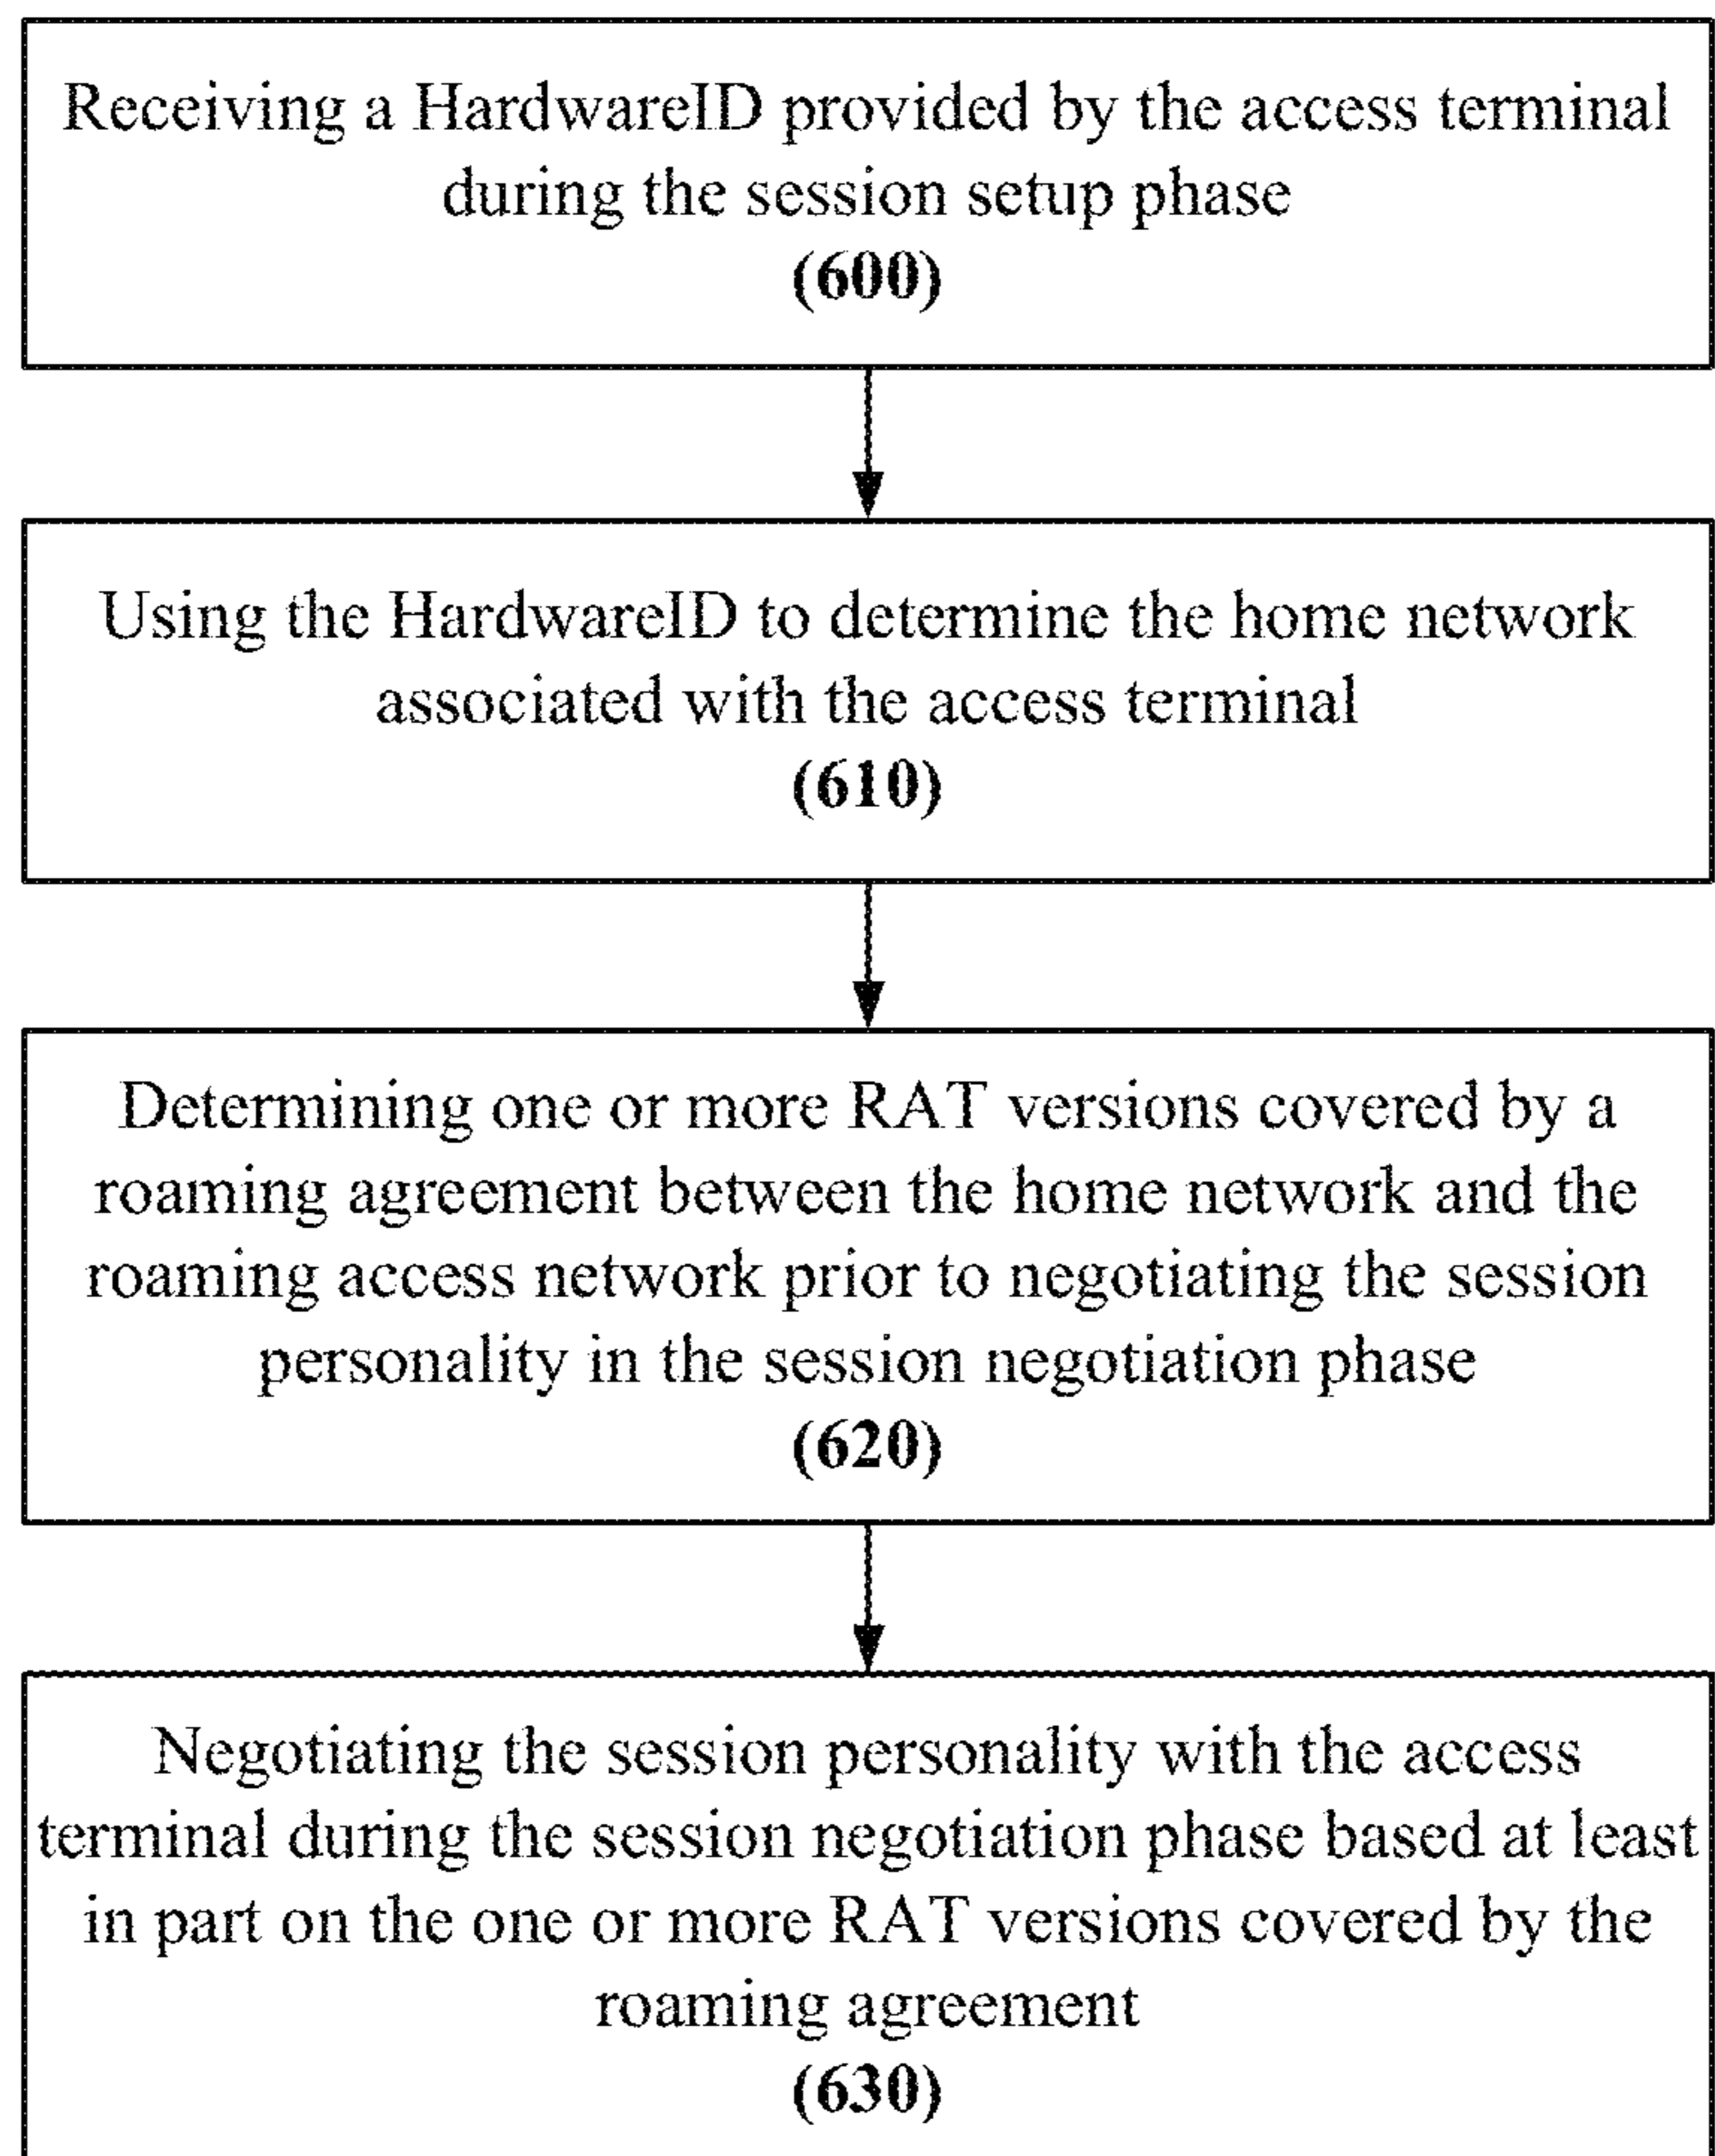 Receiving a HardwareID provided by the access terminal
during the session setup phase
(600)
Using the HardwareID to determine the home network
associated with the access terminal
(610)
Determining one or more RAT versions covered by a
roaming agreement between the home network and the
roaming access network prior to negotiating the session
personality in the session negotiation phase
(620)
Negotiating the session personality with the access
terminal during the session negotiation phase based at least
in part on the one or more RAT versions covered by the
roaming agreement
(630)